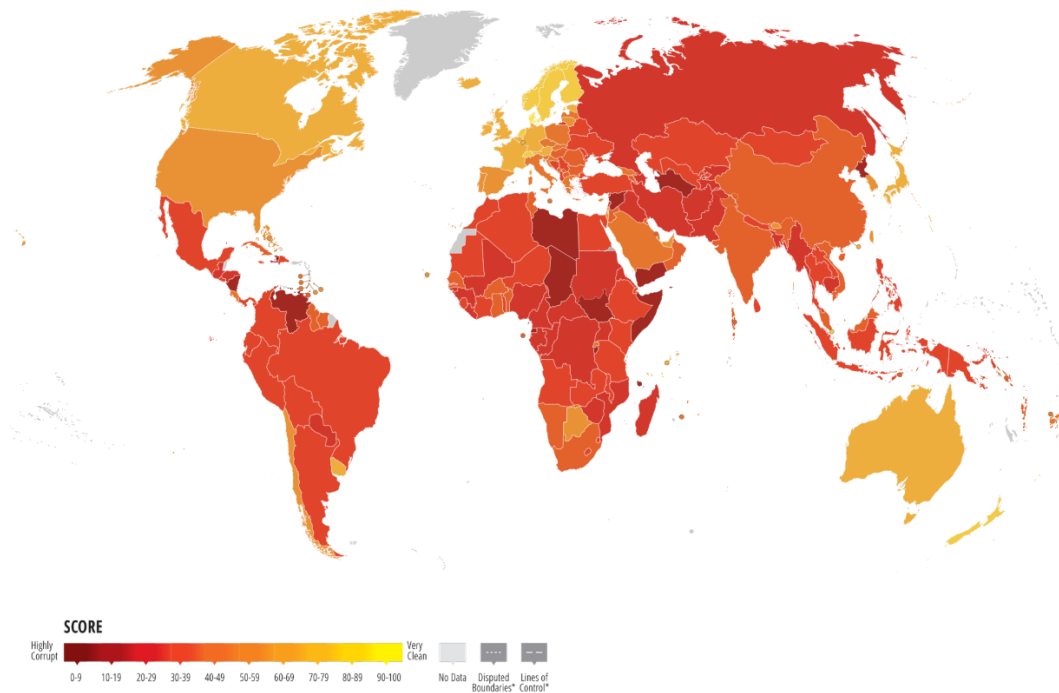 SCORE
Highly
Corrupt
Very
Clean
0-9 10-19 20-29 30-39 40-49 50-59 60-69 70-79 80-89 90-100
No Data
Disputed
Boundaries*
Lines of
Control*